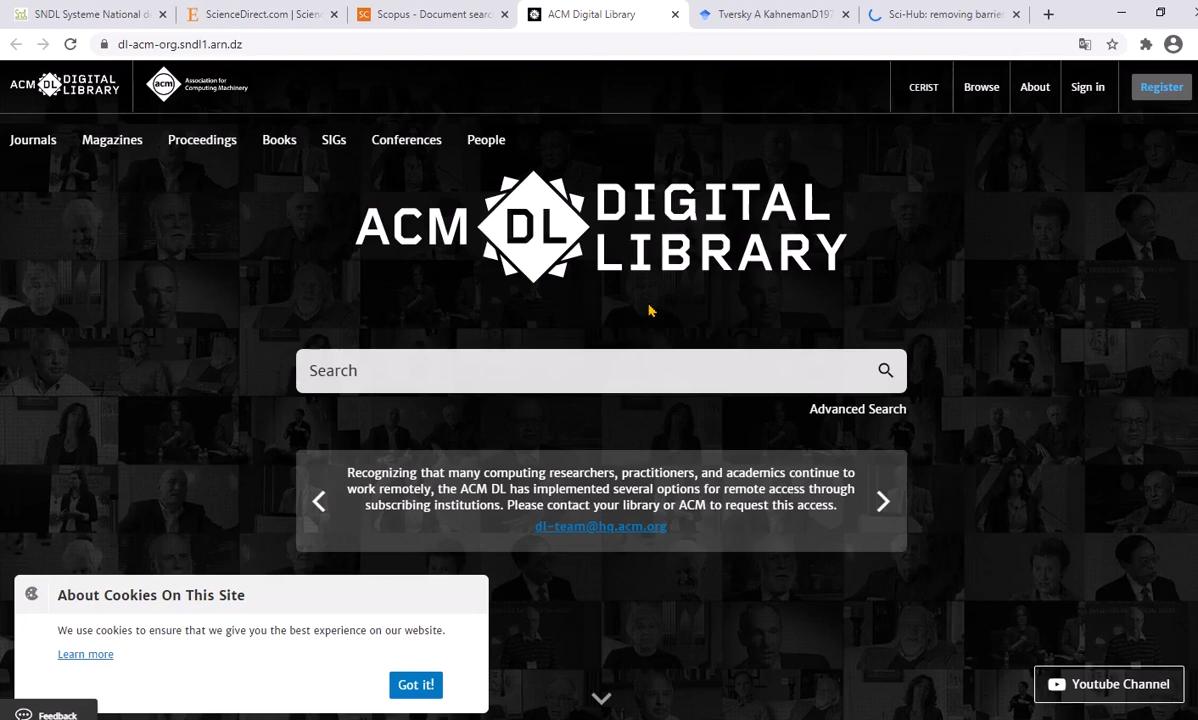 SNDL Systeme National d
ScienceDirect.com | Scien
Scopus - Document sear
ACM Digital Library
Tversky A KahnemanD197
Sci-Hub: removing barrie
dl-acm-org.sndl1.arn.dz
ACM DL DIGITAL LIBRARY
acm Association for
Computing Machinery
CERIST
Browse
About
Sign in
Register
Journals
Magazines
Proceedings
Books
SIGs
Conferences
People
ACM DL DIGITAL
LIBRARY
Search
Advanced Search
Recognizing that many computing researchers, practitioners, and academics continue to
work remotely, the ACM DL has implemented several options for remote access through
subscribing institutions. Please contact your library or ACM to request this access.
dl-team@hq.acm.org
About Cookies On This Site
We use cookies to ensure that we give you the best experience on our website.
Learn more
Got it!
Youtube Channel
Feedback